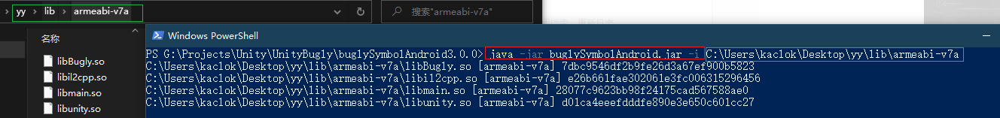 yy > lib > armeabi-v7a
搜索"armeabi-v7a"
名称
libBugly.so
libil2cpp.so
libmain.so
libunity.so
Windows PowerShell
PS G:\Projects\Unity\UnityBugly\buglySymbolAndroid3.0.0> java -jar buglySymbolAndroid.jar -i C:\Users\kaclok\Desktop\yy\lib\armeabi-v7a
C:\Users\kaclok\Desktop\yy\lib\armeabi-v7a\libBugly.so [armeabi-v7a] 7dbc9546df2b9fe26d3a67ef900b5823
C:\Users\kaclok\Desktop\yy\lib\armeabi-v7a\libil2cpp.so [armeabi-v7a] e26b661fae302061e3fc006315296456
C:\Users\kaclok\Desktop\yy\lib\armeabi-v7a\libmain.so [armeabi-v7a] 28077c9623bb98f24175cad567588ae0
C:\Users\kaclok\Desktop\yy\lib\armeabi-v7a\libunity.so [armeabi-v7a] d01ca4eeefdddfe890e3e650c601cc27